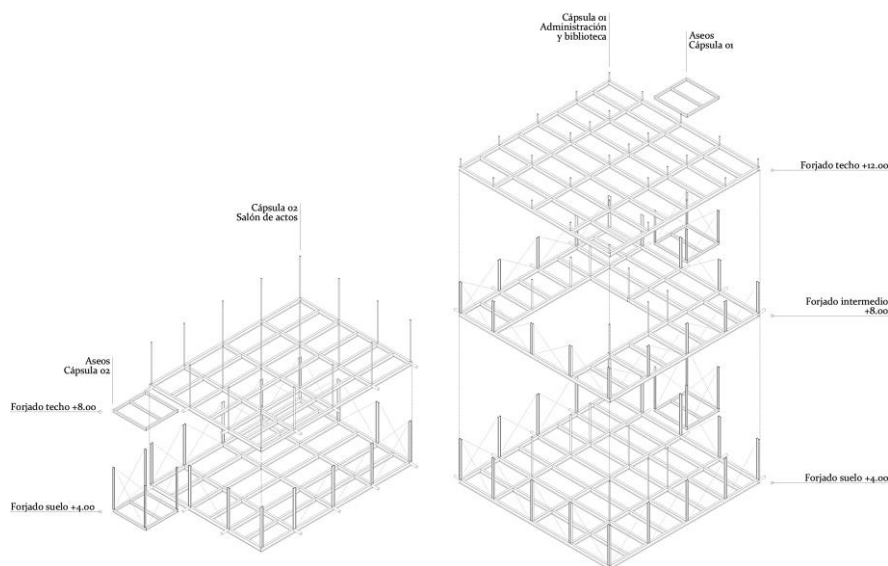 Cápsula 01
Administración
y biblioteca
Aseos
Cápsula 01
Forjado techo +12.00
Cápsula 02
Salón de actos
Forjado intermedio
+8.00
Aseos
Cápsula 02
Forjado techo +8.00
Forjado suelo +4.00
Forjado suelo +4.00